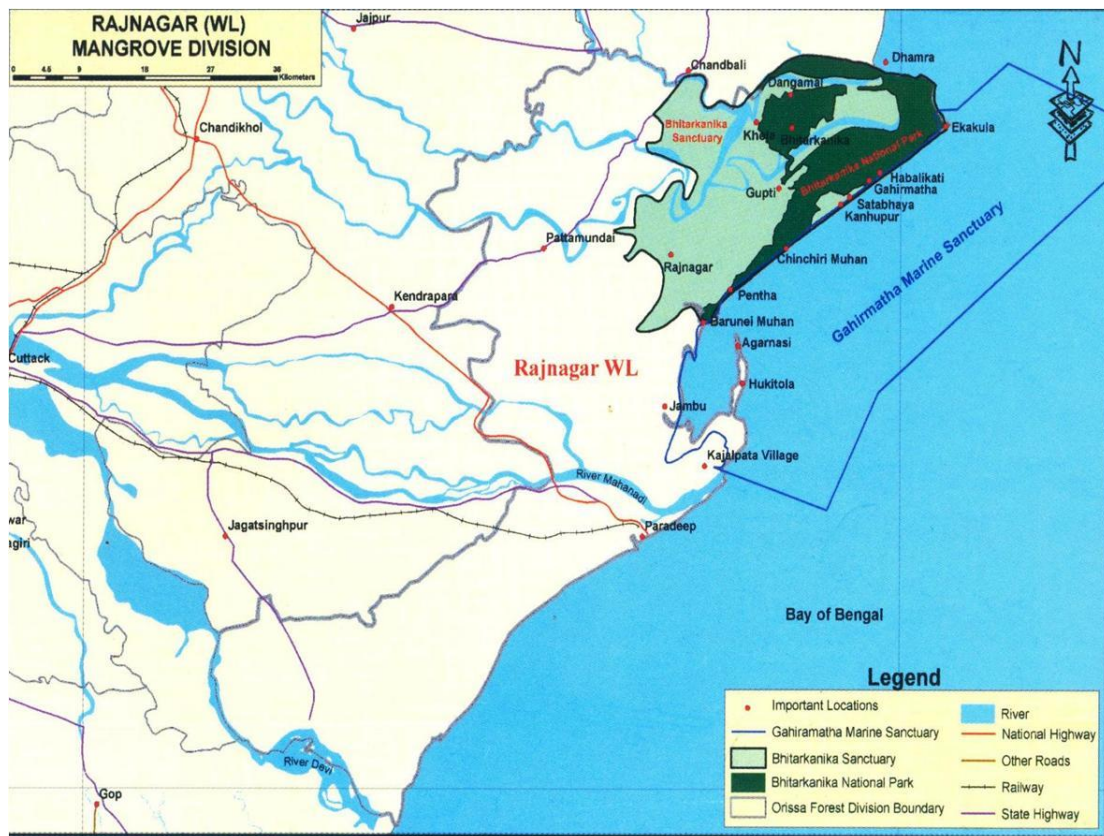 RAJNAGAR (WL)
MANGROVE DIVISION
0 4.5 9 18 27 36
Kilometers
N
Jajpur
Chandbali
Dhamra
Dangamal
Chandikhol
Bhitarkanika
Sanctuary
Khola
Bhitarkanika
Ekakula
Bhitarkanika National Park
Habalikati
Gahirmatha
Gupti
Satabhaya
Kanhupur
Pattamundai
Chinchiri Muhan
Rajnagar
Gahirmatha Marine Sanctuary
Pentha
Kendrapara
Barunei Muhan
Agarnasi
Cuttack
Rajnagar WL
Hukitola
Jambu
Kajalpata Village
River Mahanadi
war
agiri
Jagatsinghpur
Paradeep
Bay of Bengal
River Devi
Gop
Legend
Important Locations
Gahiramatha Marine Sanctuary
Bhitarkanika Sanctuary
Bhitarkanika National Park
Orissa Forest Division Boundary
River
National Highway
Other Roads
Railway
State Highway